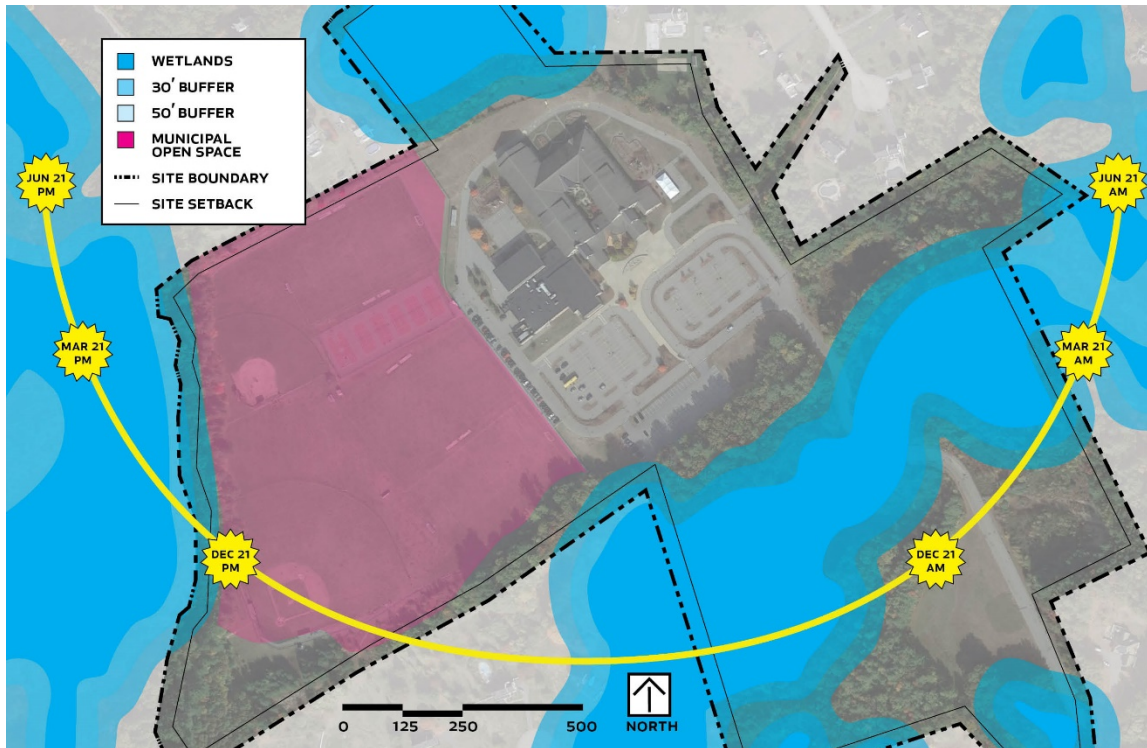 WETLANDS
30' BUFFER
50' BUFFER
MUNICIPAL
OPEN SPACE
SITE BOUNDARY
SITE SETBACK
JUN 21
PM
JUN 21
AM
MAR 21
PM
MAR 21
AM
DEC 21
PM
DEC 21
AM
0 125 250 500
NORTH